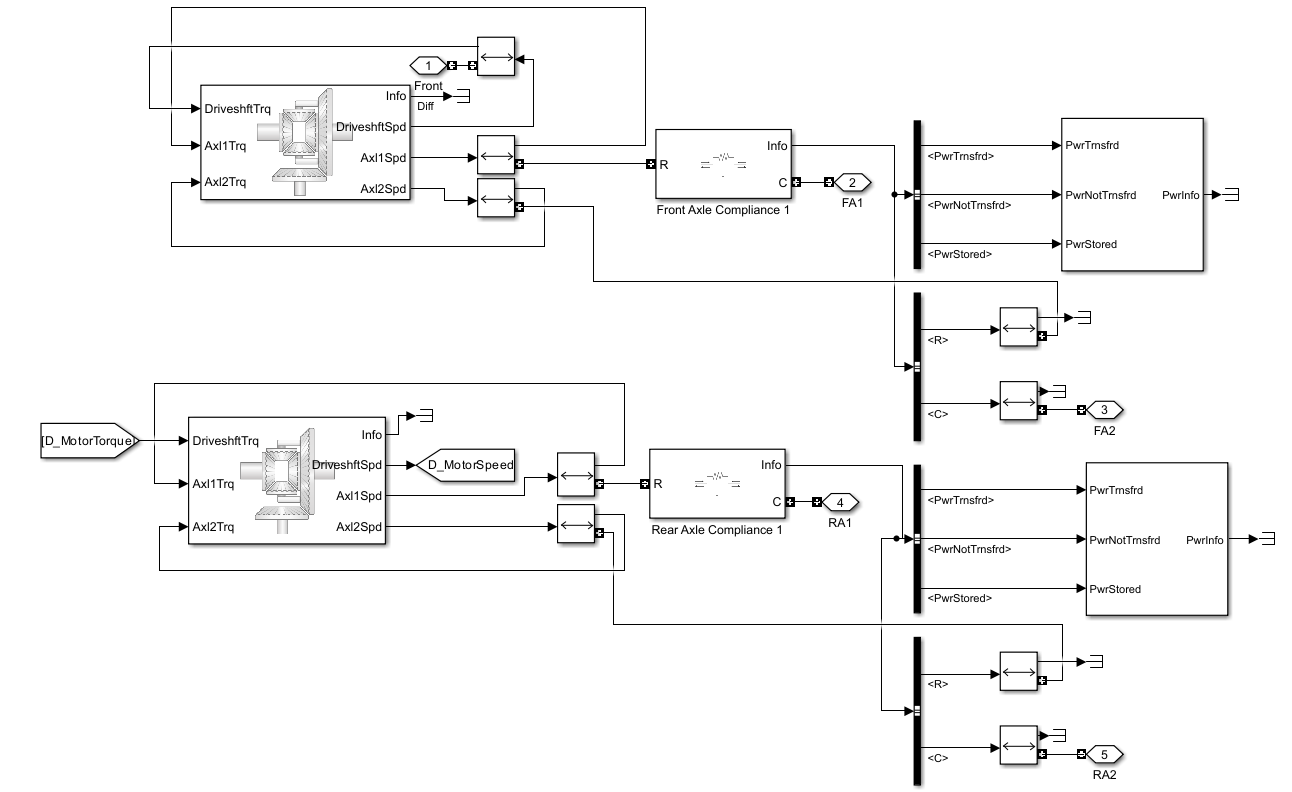 1
Front
Diff
Info
DriveshftTrq
DriveshftSpd
Axl1Trq
Axl1Spd
Axl2Trq
Axl2Spd
Info
R
C
Front Axle Compliance 1
2
FA1
<PwrTrnsfrd>
<PwrNotTrnsfrd>
<PwrStored>
PwrTrnsfrd
PwrNotTrnsfrd
PwrStored
PwrInfo
<R>
<C>
3
FA2
[D_MotorTorque]
DriveshftTrq
Info
DriveshftSpd
D_MotorSpeed
Axl1Trq
Axl1Spd
Axl2Trq
Axl2Spd
Info
R
C
Rear Axle Compliance 1
4
RA1
<PwrTrnsfrd>
<PwrNotTrnsfrd>
<PwrStored>
PwrTrnsfrd
PwrNotTrnsfrd
PwrStored
PwrInfo
<R>
<C>
5
RA2